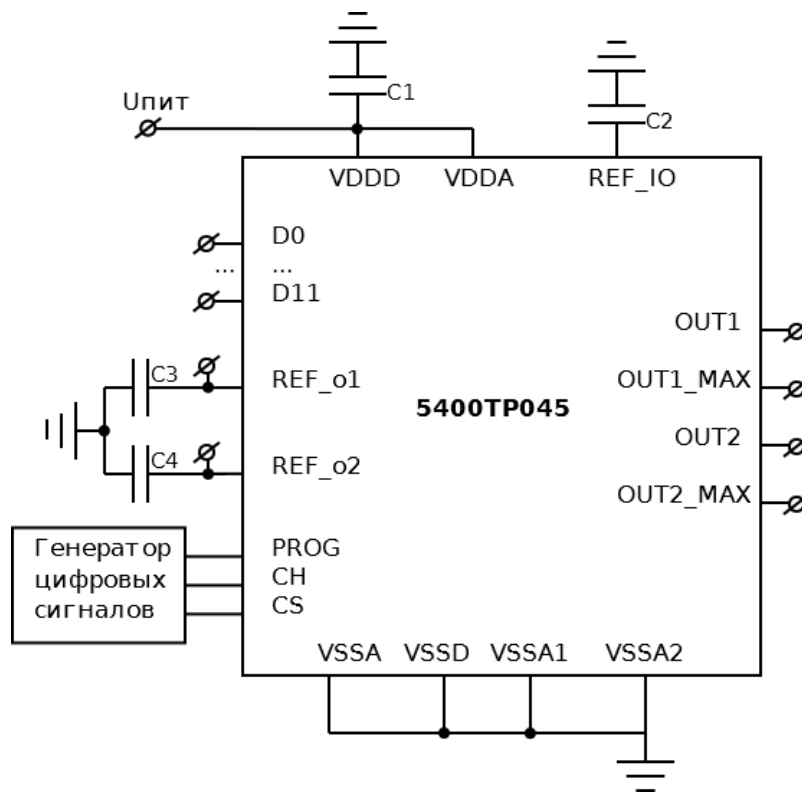 C1
Uпит
C2
VDDD
VDDA
REF_IO
D0
...
...
D11
OUT1
C3
REF_o1
OUT1_MAX
5400ТР045
OUT2
C4
REF_o2
OUT2_MAX
Генератор
цифровых
сигналов
PROG
CH
CS
VSSA
VSSD
VSSA1
VSSA2